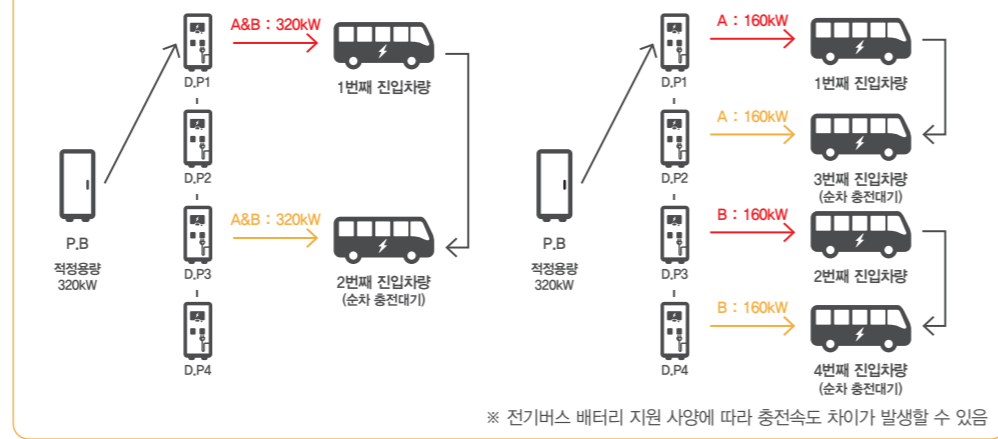 A&B : 320kW
D.P1
1번째 진입차량
D.P2
P.B
적정용량
320kW
A&B : 320kW
D.P3
2번째 진입차량
(순차 충전대기)
D.P4
A : 160kW
D.P1
1번째 진입차량
A : 160kW
D.P2
3번째 진입차량
(순차 충전대기)
P.B
적정용량
320kW
B : 160kW
D.P3
2번째 진입차량
B : 160kW
D.P4
4번째 진입차량
(순차 충전대기)
※ 전기버스 배터리 지원 사양에 따라 충전속도 차이가 발생할 수 있음